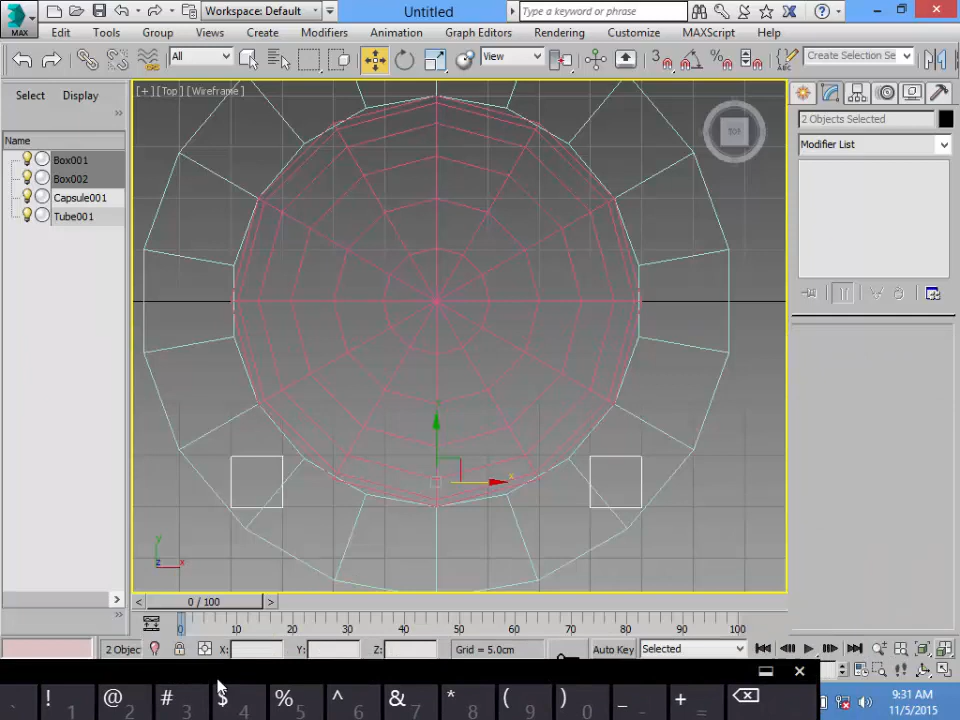 Workspace: Default
Untitled
Type a keyword or phrase
MAX
Edit Tools Group Views Create Modifiers Animation Graph Editors Rendering Customize MAXScript Help
All
View
3
%
Create Selection Se
Select Display
[+] [Top] [Wireframe]
TOP
Name
Box001
Box002
Capsule001
Tube001
2 Objects Selected
Modifier List
y
x
z
x
0 / 100
0 10 20 30 40 50 60 70 80 90 100
2 Objec
X:
Y:
Z:
Grid = 5.0cm
Auto Key
Selected
! 1 @ 2 # 3 $ 4 % 5 ^ 6 & 7 * 8 ( 9 ) 0 _ - + =
9:31 AM
11/5/2015